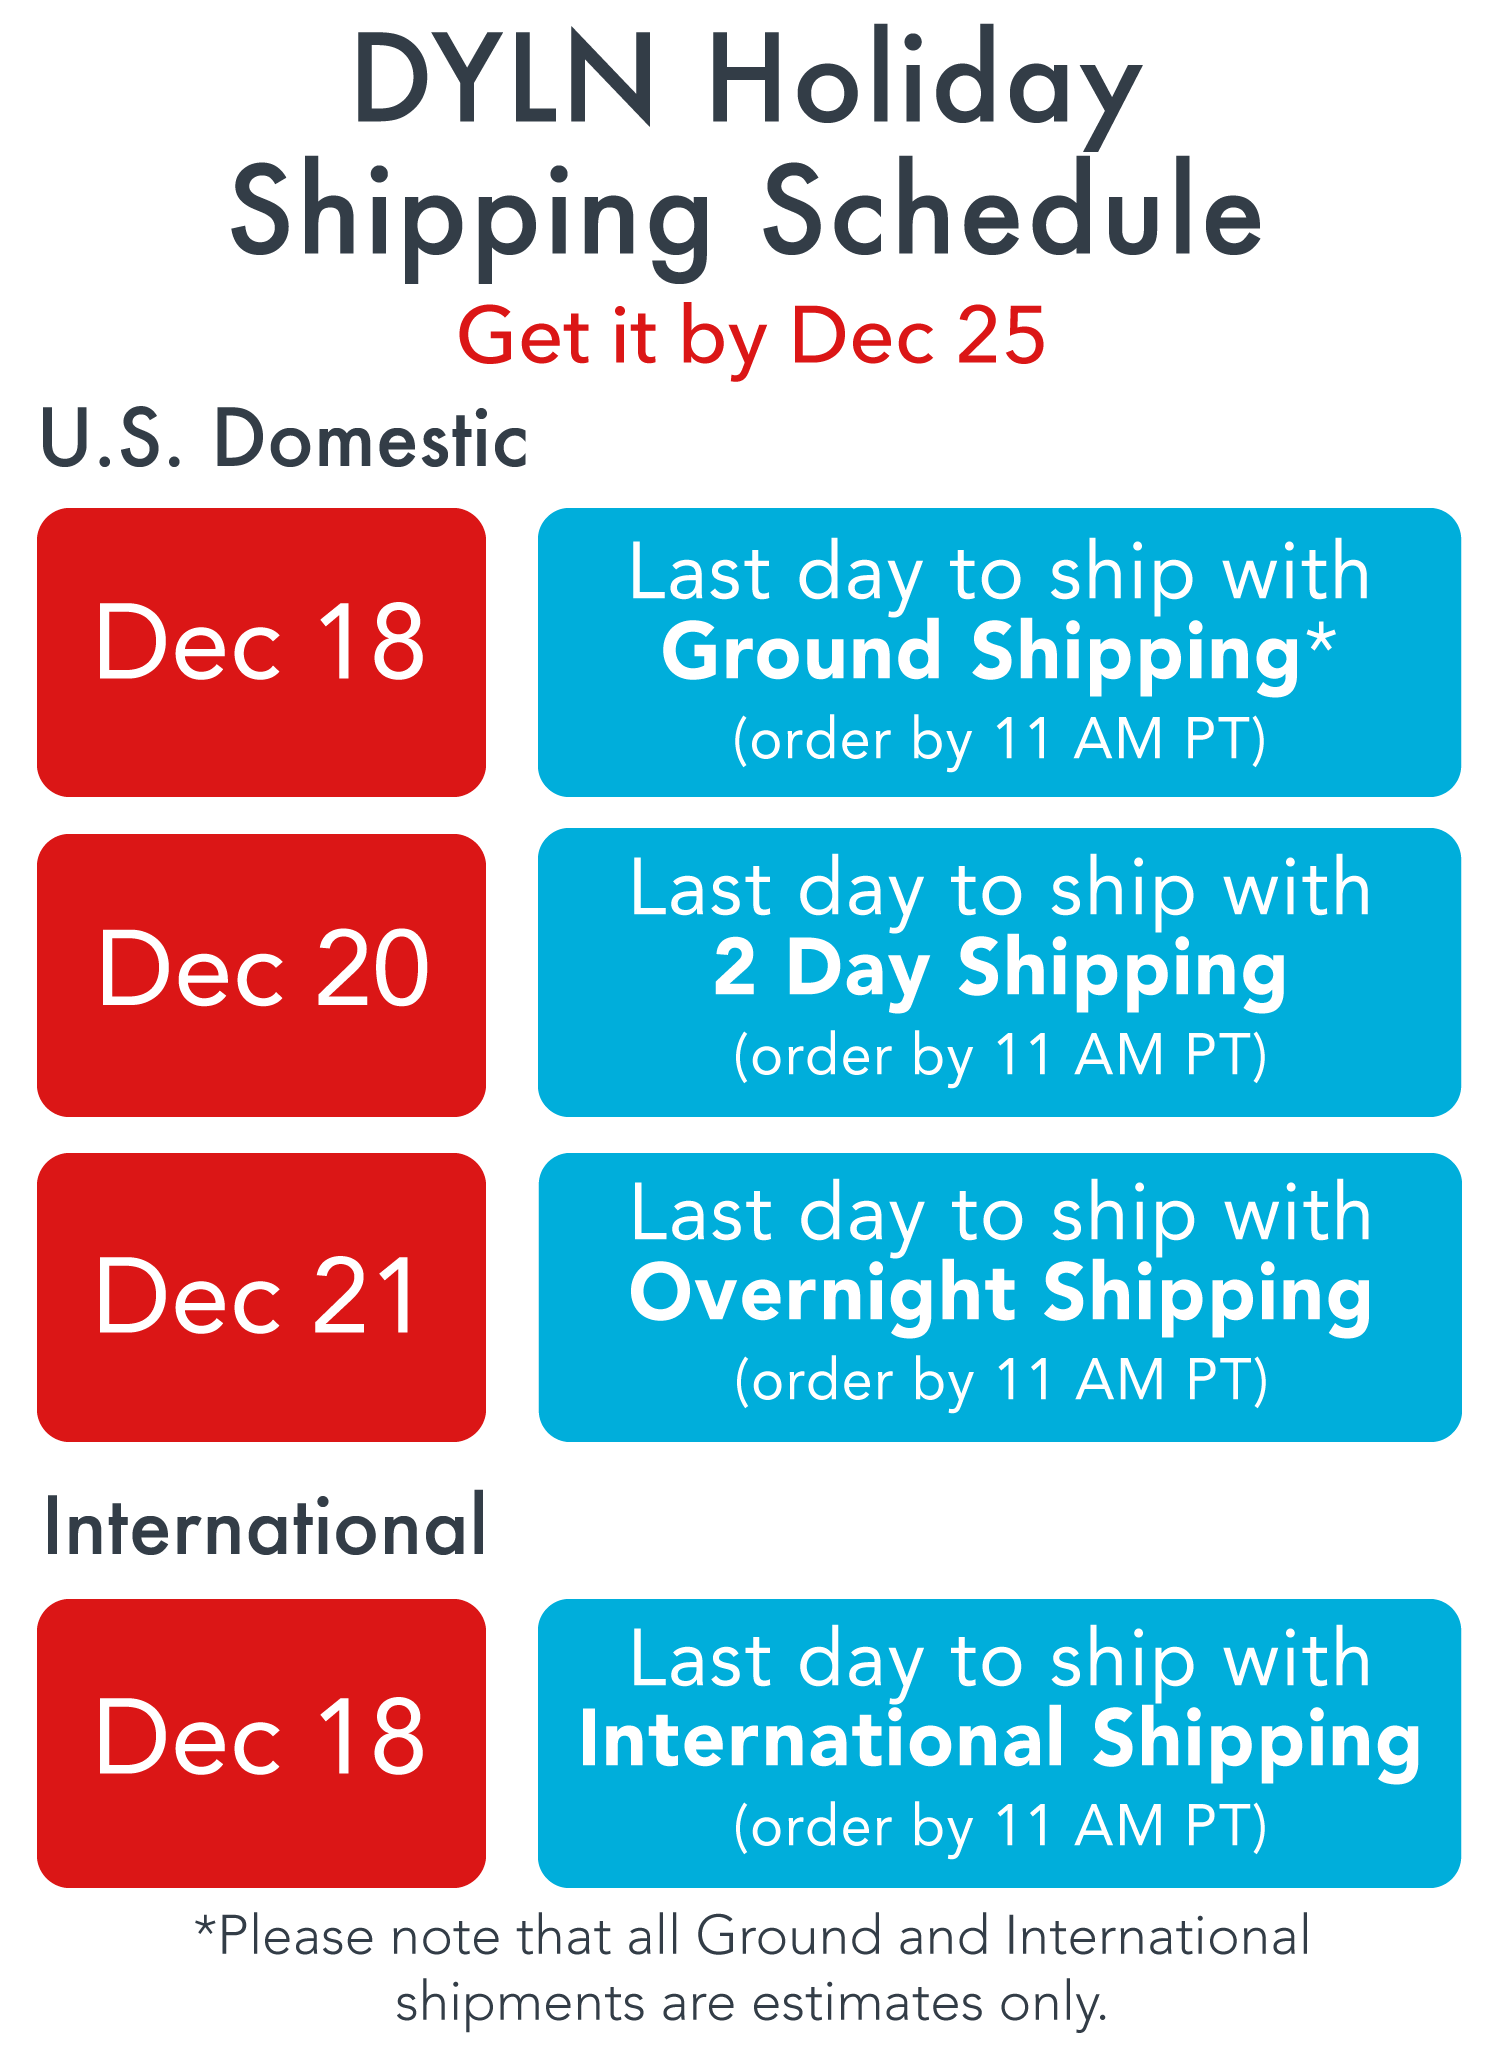 DYLN Holiday
Shipping Schedule
Get it by Dec 25
U.S. Domestic
Dec 18
Last day to ship with
Ground Shipping*
(order by 11 AM PT)
Dec 20
Last day to ship with
2 Day Shipping
(order by 11 AM PT)
Dec 21
Last day to ship with
Overnight Shipping
(order by 11 AM PT)
International
Dec 18
Last day to ship with
International Shipping
(order by 11 AM PT)
*Please note that all Ground and International
shipments are estimates only.